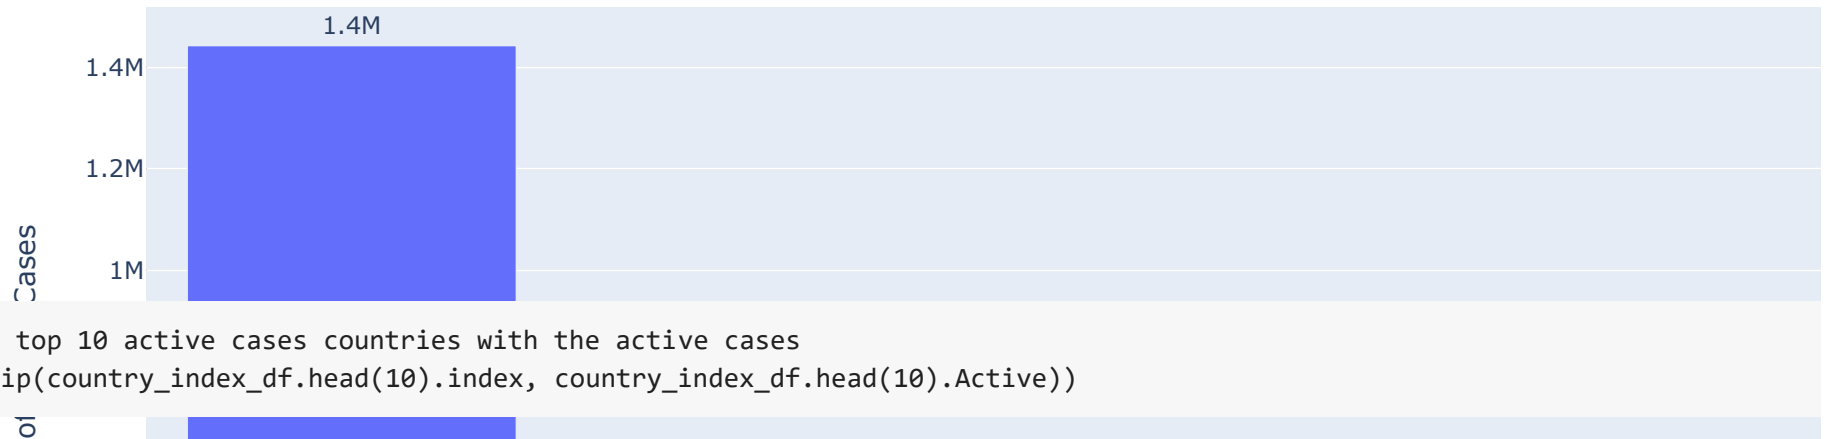 1.4M
1.4M
1.2M
1M
of
Cases
top 10 active cases countries with the active cases
ip(country_index_df.head(10).index, country_index_df.head(10).Active))